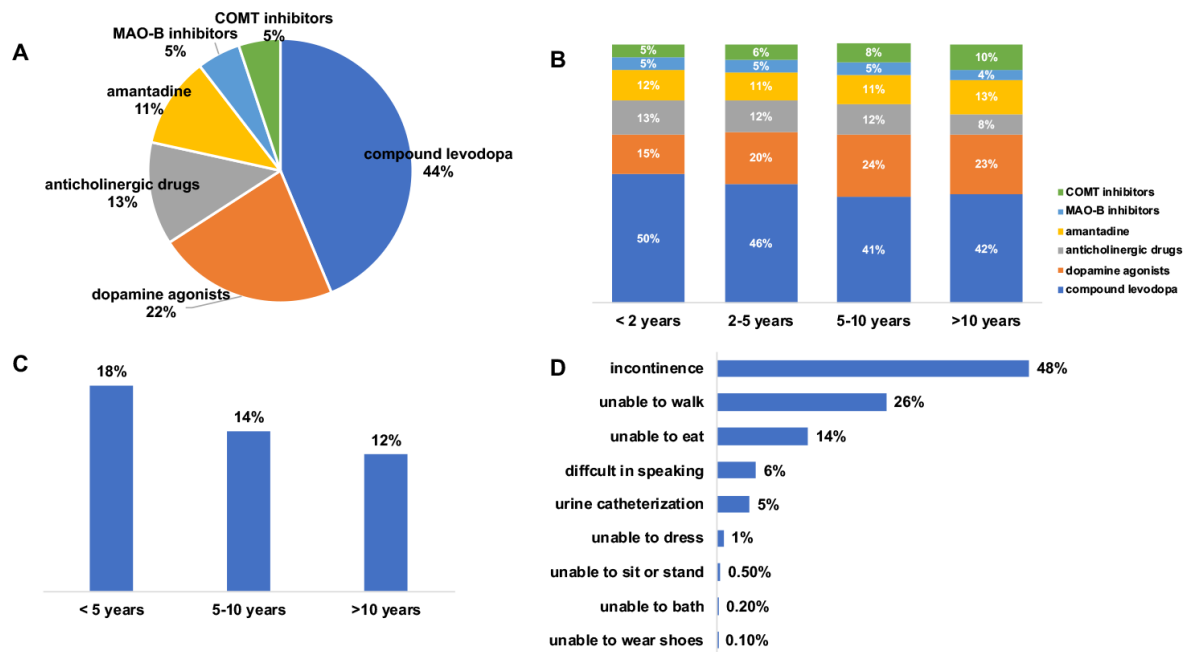 A
COMT inhibitors
5%
MAO-B inhibitors
5%
amantadine
11%
anticholinergic drugs
13%
dopamine agonists
22%
compound levodopa
44%
B
5%
5%
12%
13%
15%
50%
6%
5%
11%
12%
20%
46%
8%
5%
11%
12%
24%
41%
10%
4%
13%
8%
23%
42%
< 2 years
2-5 years
5-10 years
>10 years
COMT inhibitors
MAO-B inhibitors
amantadine
anticholinergic drugs
dopamine agonists
compound levodopa
C
18%
14%
12%
< 5 years
5-10 years
>10 years
D
incontinence 48%
unable to walk 26%
unable to eat 14%
diffcult in speaking 6%
urine catheterization 5%
unable to dress 1%
unable to sit or stand 0.50%
unable to bath 0.20%
unable to wear shoes 0.10%